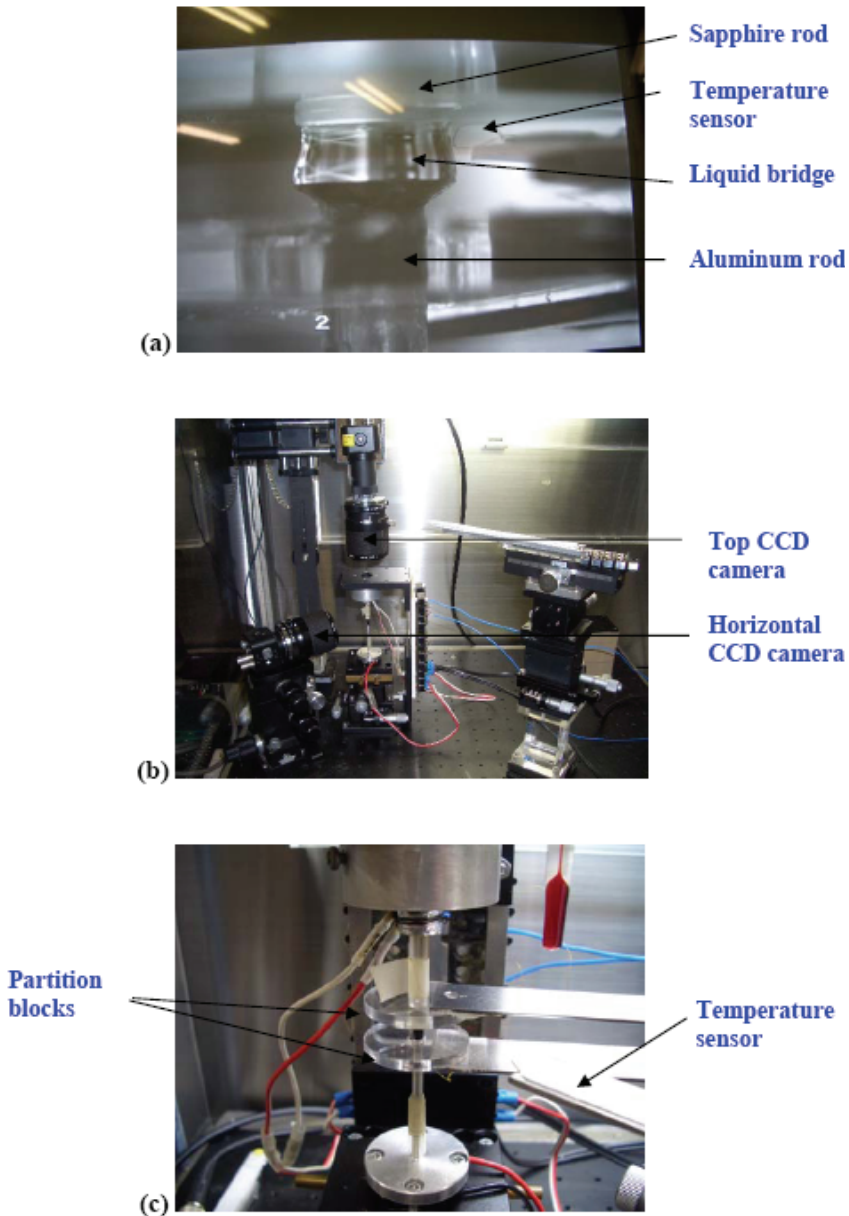 Sapphire rod
Temperature
sensor
Liquid bridge
Aluminum rod
2
(a)
Top CCD
camera
Horizontal
CCD camera
(b)
Partition
blocks
Temperature
sensor
(c)